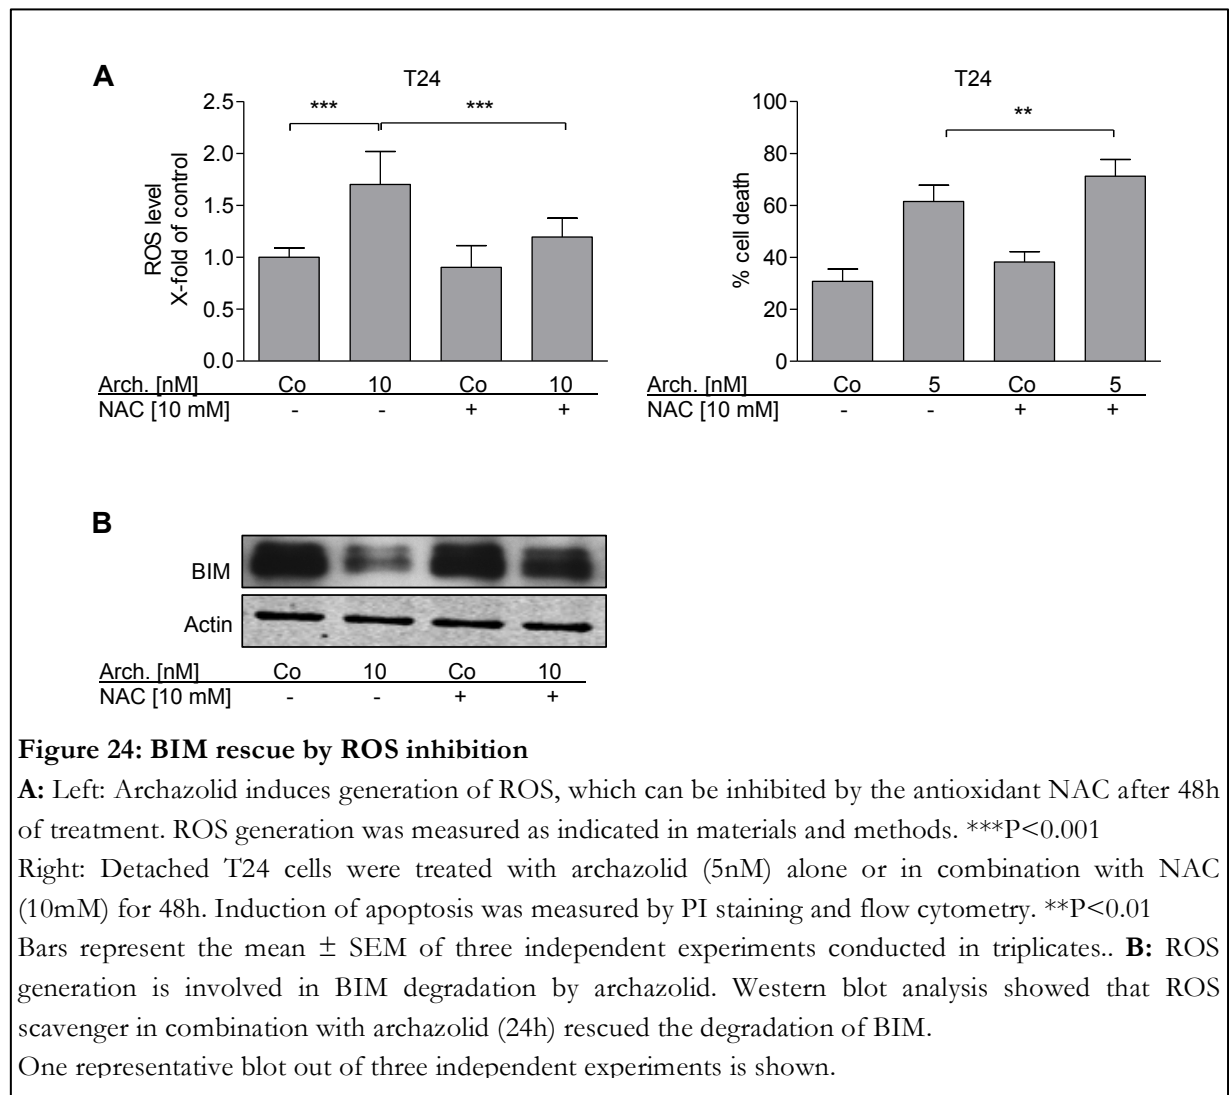 A
T24
***
***
2.5
2.0
1.5
1.0
0.5
0.0
ROS level
X-fold of control
Arch. [nM] Co 10 Co 10
NAC [10 mM] - - + +
T24
**
100
80
60
40
20
0
% cell death
Arch. [nM] Co 5 Co 5
NAC [10 mM] - - + +
B
BIM
Actin
Arch. [nM] Co 10 Co 10
NAC [10 mM] - - + +
Figure 24: BIM rescue by ROS inhibition
A: Left: Archazolid induces generation of ROS, which can be inhibited by the antioxidant NAC after 48h
of treatment. ROS generation was measured as indicated in materials and methods. ***P<0.001
Right: Detached T24 cells were treated with archazolid (5nM) alone or in combination with NAC
(10mM) for 48h. Induction of apoptosis was measured by PI staining and flow cytometry. **P<0.01
Bars represent the mean ± SEM of three independent experiments conducted in triplicates.. B: ROS
generation is involved in BIM degradation by archazolid. Western blot analysis showed that ROS
scavenger in combination with archazolid (24h) rescued the degradation of BIM.
One representative blot out of three independent experiments is shown.